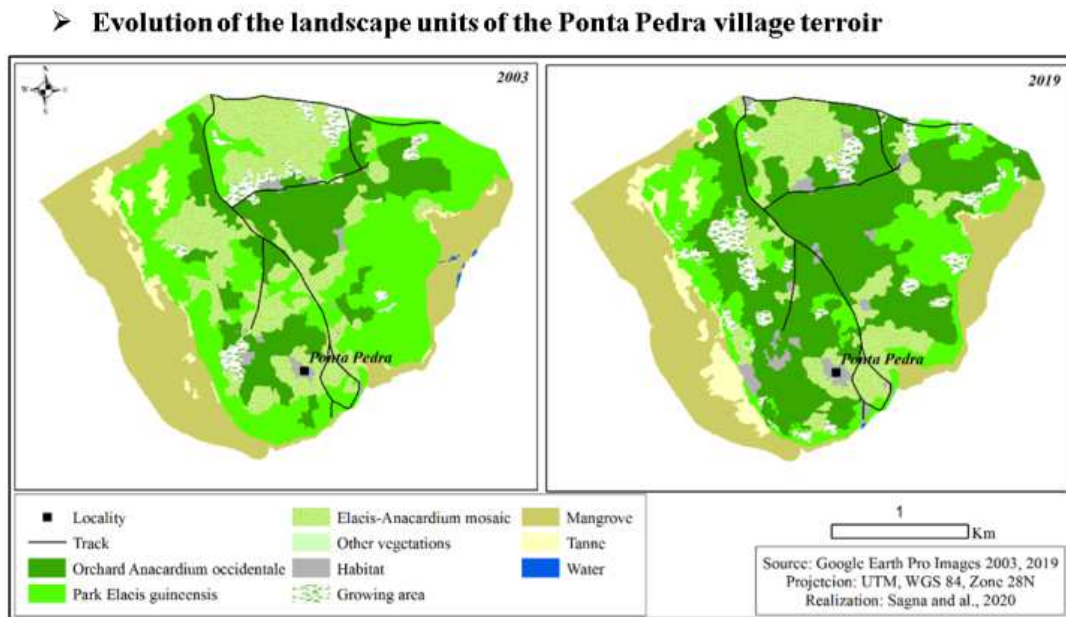 ➢ Evolution of the landscape units of the Ponta Pedra village terroir
2003
N
W E
S
Ponta Pedra
2019
Ponta Pedra
Locality
Track
Orchard Anacardium occidentale
Park Elaeis guineensis
Elaeis-Anacardium mosaic
Other vegetations
Habitat
Growing area
Mangrove
Tanne
Water
1
Km
Source: Google Earth Pro Images 2003, 2019
Projetcion: UTM, WGS 84, Zone 28N
Realization: Sagna and al., 2020